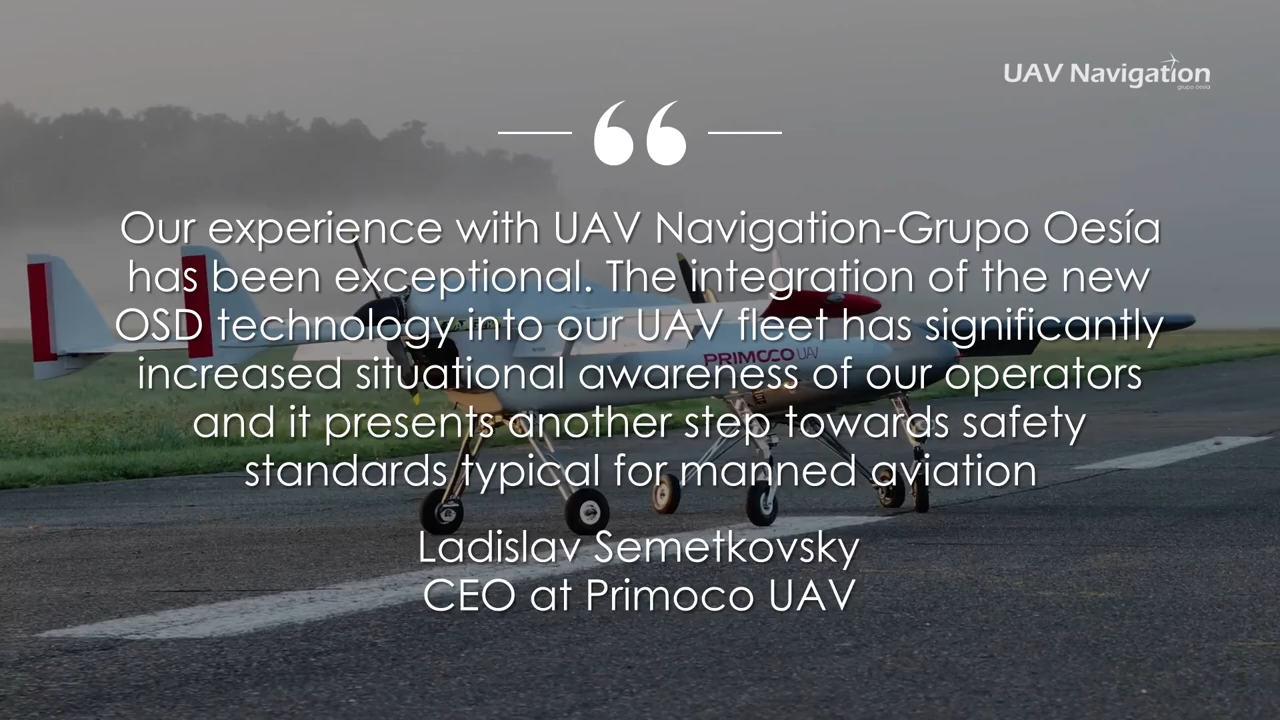 UAV Navigation
grupo oesía
“
Our experience with UAV Navigation-Grupo Oesía
has been exceptional. The integration of the new
OSD technology into our UAV fleet has significantly
increased situational awareness of our operators
and it presents another step towards safety
standards typical for manned aviation
PRIMOCO UAV
Ladislav Semetkovsky
CEO at Primoco UAV